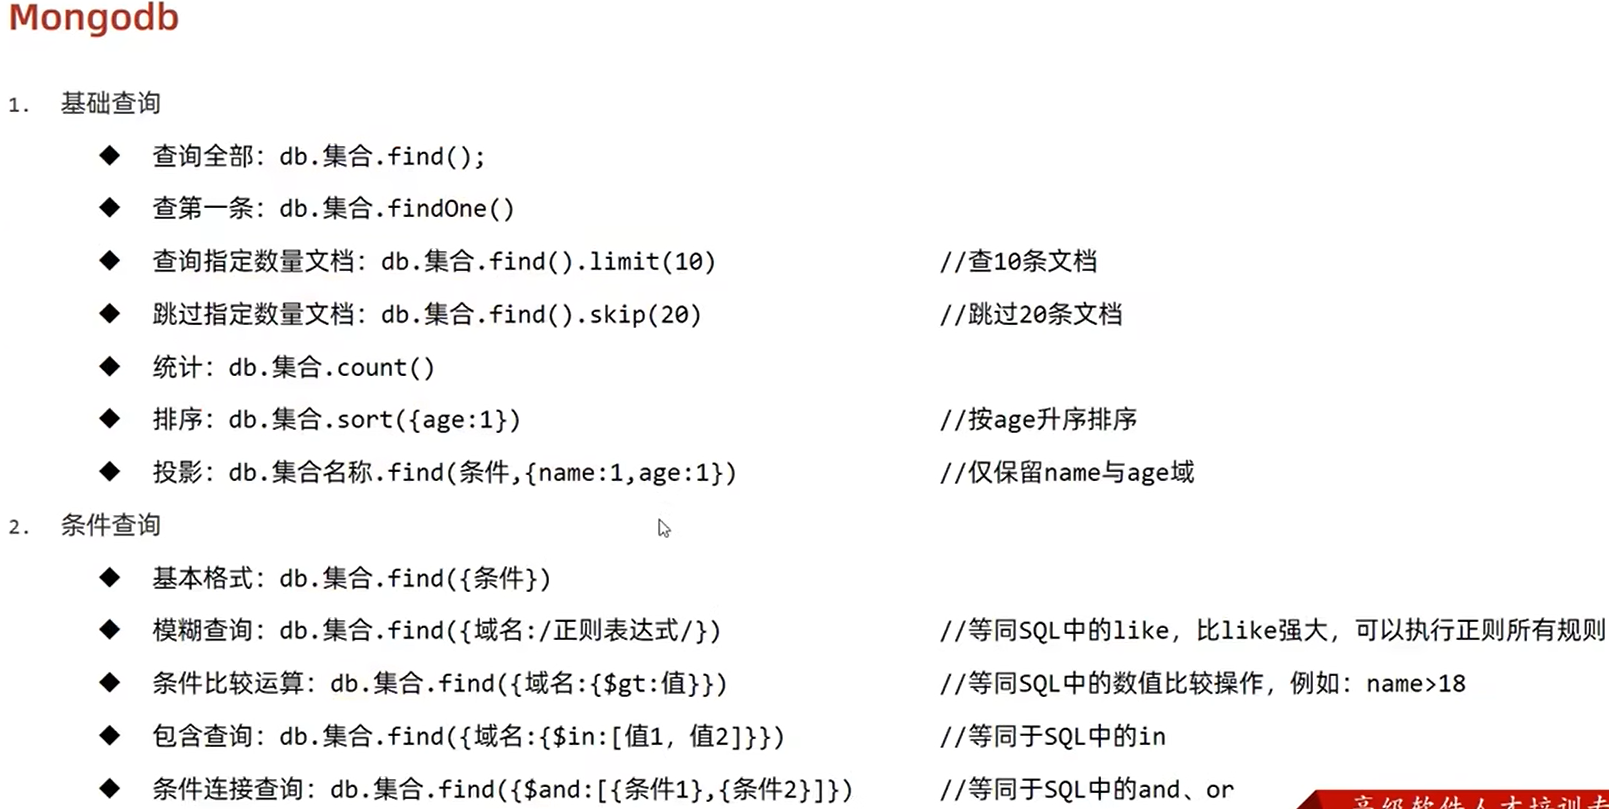 Mongodb
1. 基础查询
◆ 查询全部：db.集合.find();
◆ 查第一条：db.集合.findOne()
◆ 查询指定数量文档：db.集合.find().limit(10) //查10条文档
◆ 跳过指定数量文档：db.集合.find().skip(20) //跳过20条文档
◆ 统计：db.集合.count()
◆ 排序：db.集合.sort({age:1}) //按age升序排序
◆ 投影：db.集合名称.find(条件,{name:1,age:1}) //仅保留name与age域
2. 条件查询
◆ 基本格式：db.集合.find({条件})
◆ 模糊查询：db.集合.find({域名:/正则表达式/}) //等同SQL中的like，比like强大，可以执行正则所有规则
◆ 条件比较运算：db.集合.find({域名:{$gt:值}}) //等同SQL中的数值比较操作，例如：name>18
◆ 包含查询：db.集合.find({域名:{$in:[值1，值2]}}) //等同于SQL中的in
◆ 条件连接查询：db.集合.find({$and:[{条件1},{条件2}]}) //等同于SQL中的and、or
高级软件人才培训专